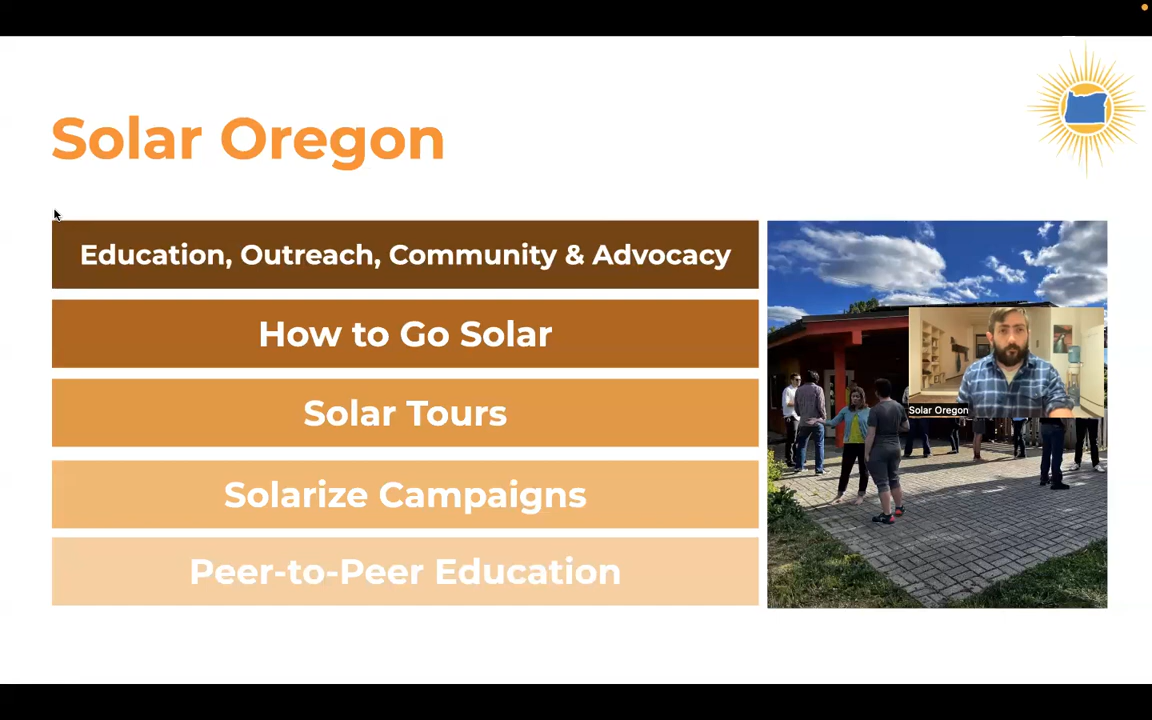 Solar Oregon
Education, Outreach, Community & Advocacy
How to Go Solar
Solar Tours
Solarize Campaigns
Peer-to-Peer Education
Solar Oregon